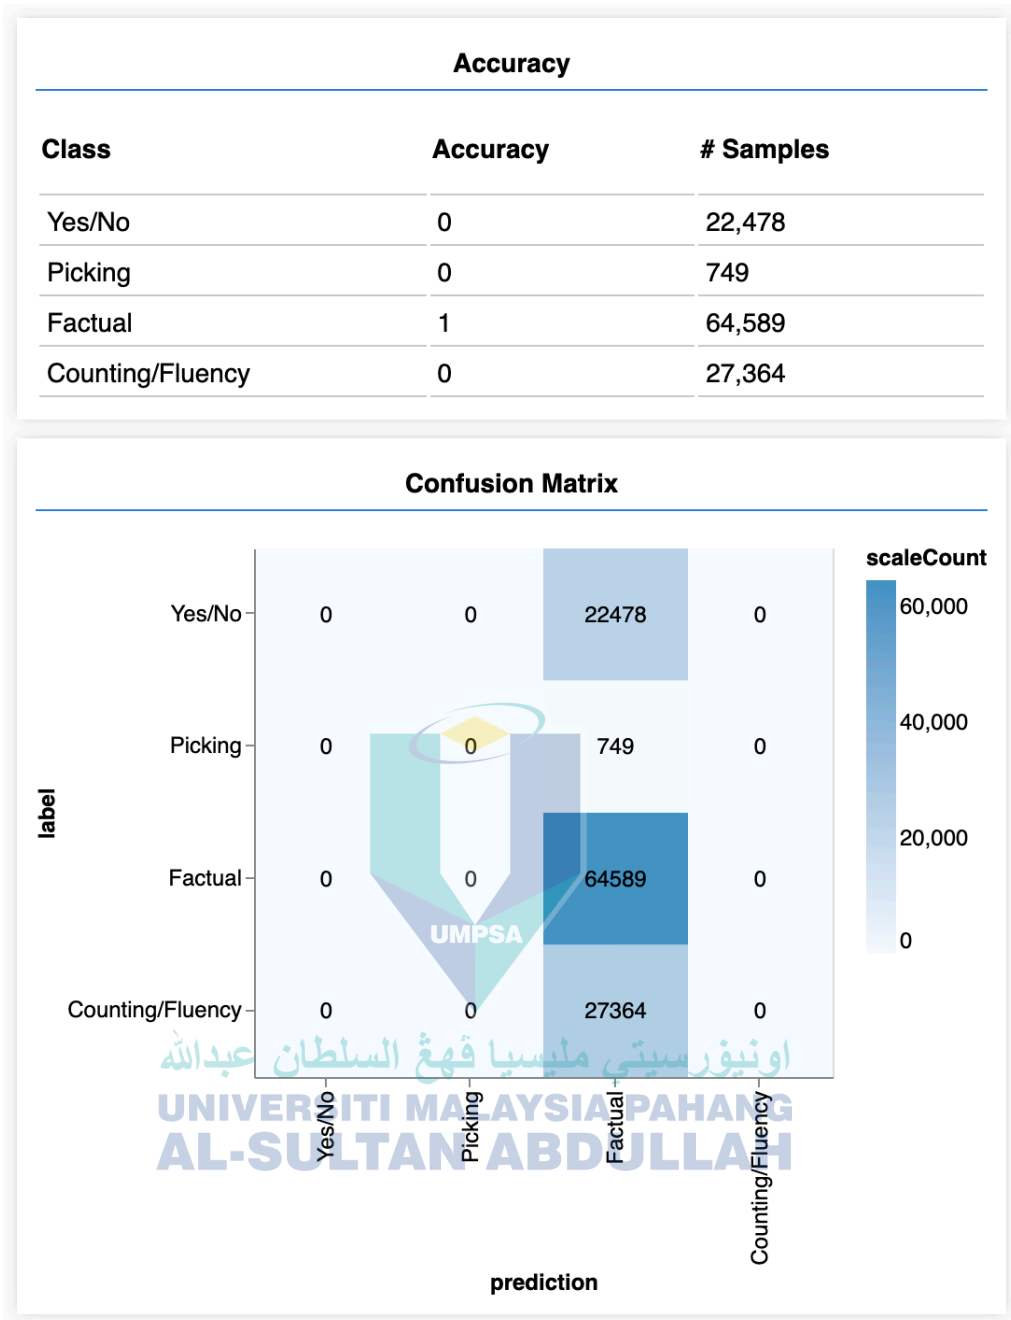 Accuracy
Class Accuracy # Samples
Yes/No 0 22,478
Picking 0 749
Factual 1 64,589
Counting/Fluency 0 27,364
Confusion Matrix
scaleCount
60,000
40,000
20,000
0
label
Yes/No 0 0 22478 0
Picking 0 0 749 0
Factual 0 0 64589 0
UMPSA
Counting/Fluency 0 0 27364 0
اونيۏرسيتي مليسيا ڤهڠ السلطان عبدالله
UNIVERSITI MALAYSIA PAHANG
AL-SULTAN ABDULLAH
Yes/No
Picking
Factual
Counting/Fluency
prediction